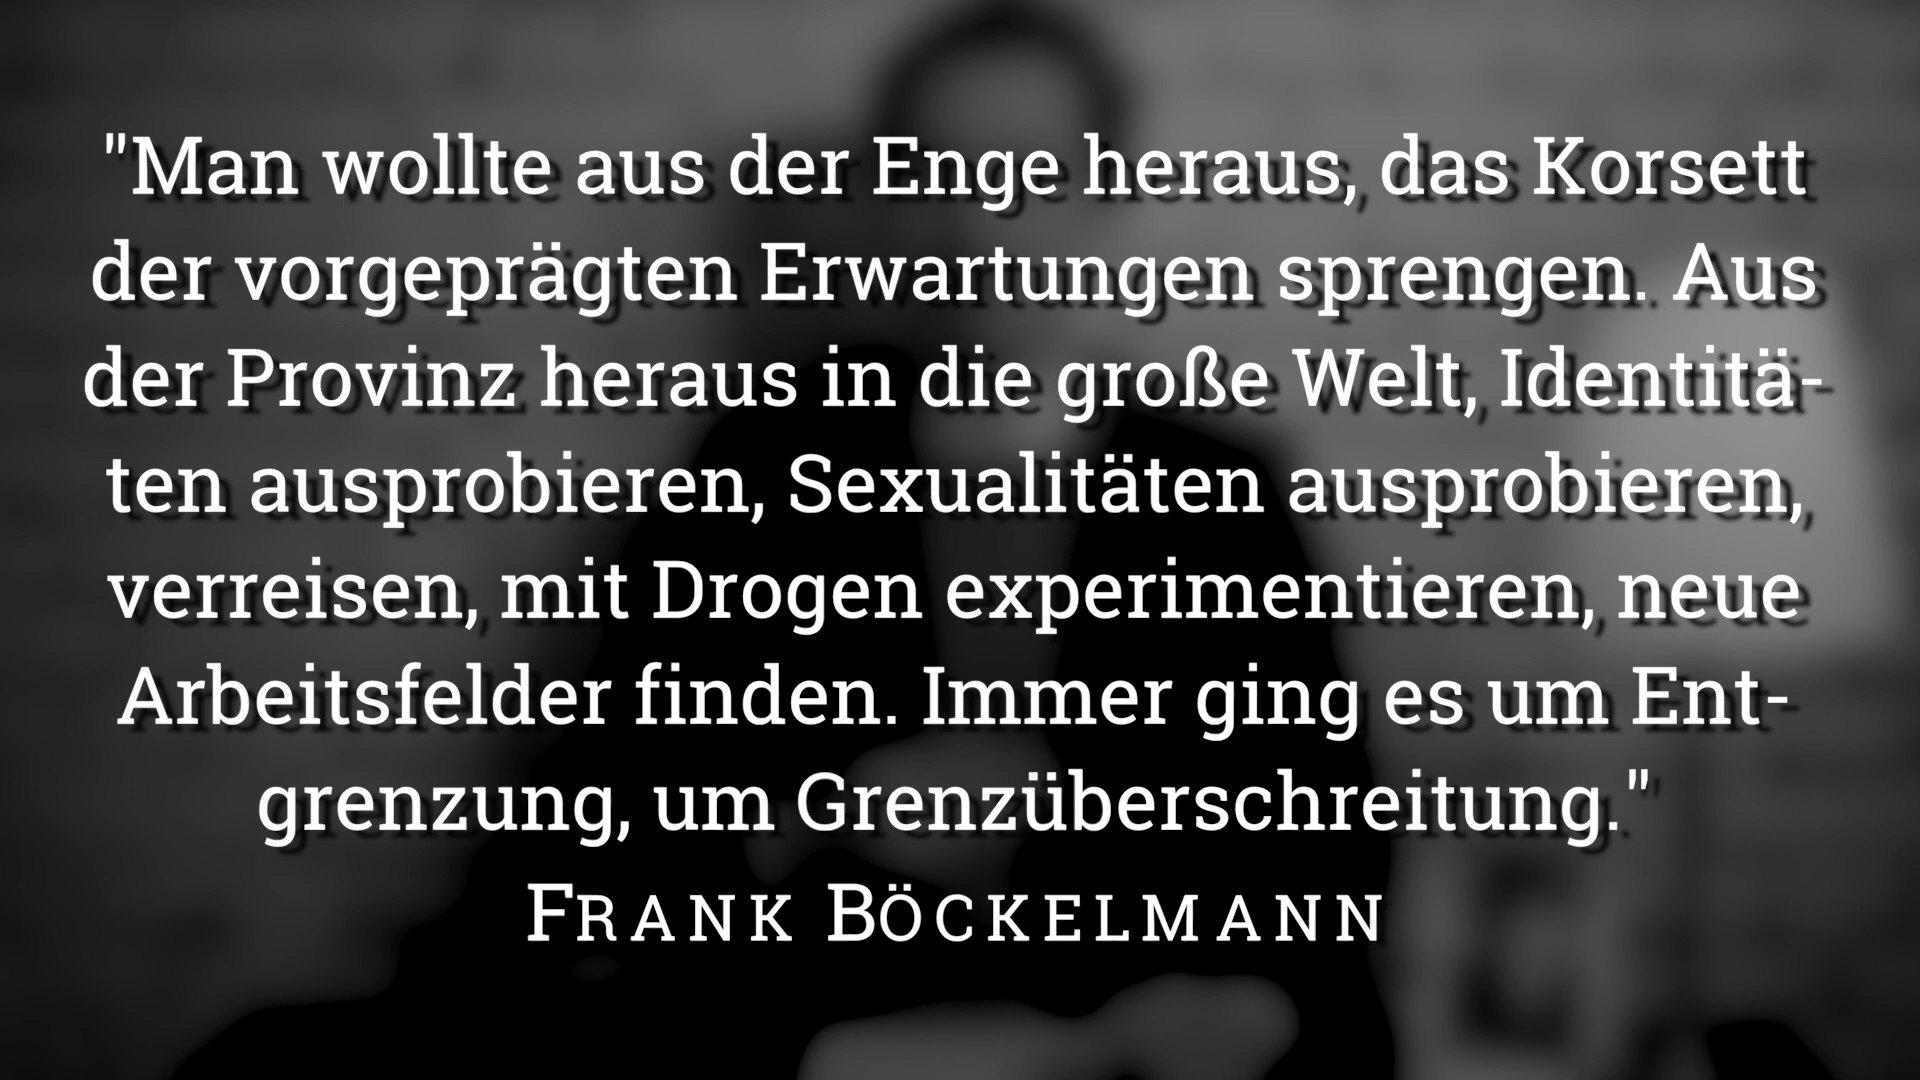 "Man wollte aus der Enge heraus, das Korsett
der vorgeprägten Erwartungen sprengen. Aus
der Provinz heraus in die große Welt, Identitä-
ten ausprobieren, Sexualitäten ausprobieren,
verreisen, mit Drogen experimentieren, neue
Arbeitsfelder finden. Immer ging es um Ent-
grenzung, um Grenzüberschreitung."
FRANK BÖCKELMANN